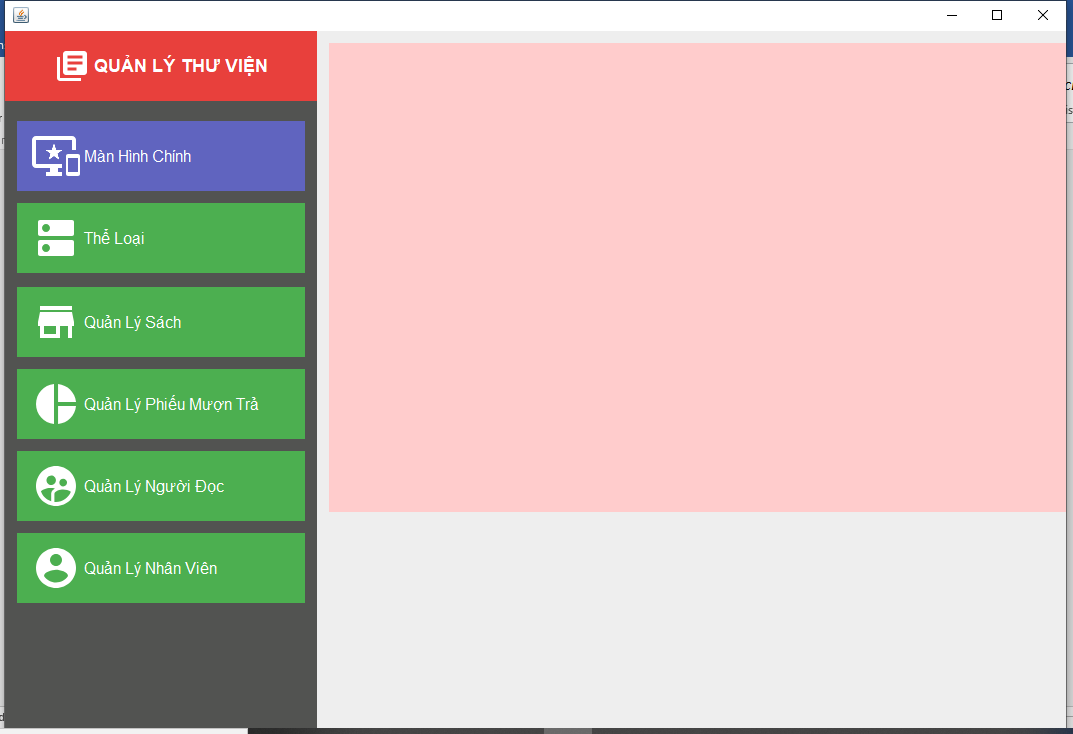 QUẢN LÝ THƯ VIỆN
Màn Hình Chính
Thể Loại
Quản Lý Sách
Quản Lý Phiếu Mượn Trả
Quản Lý Người Đọc
Quản Lý Nhân Viên